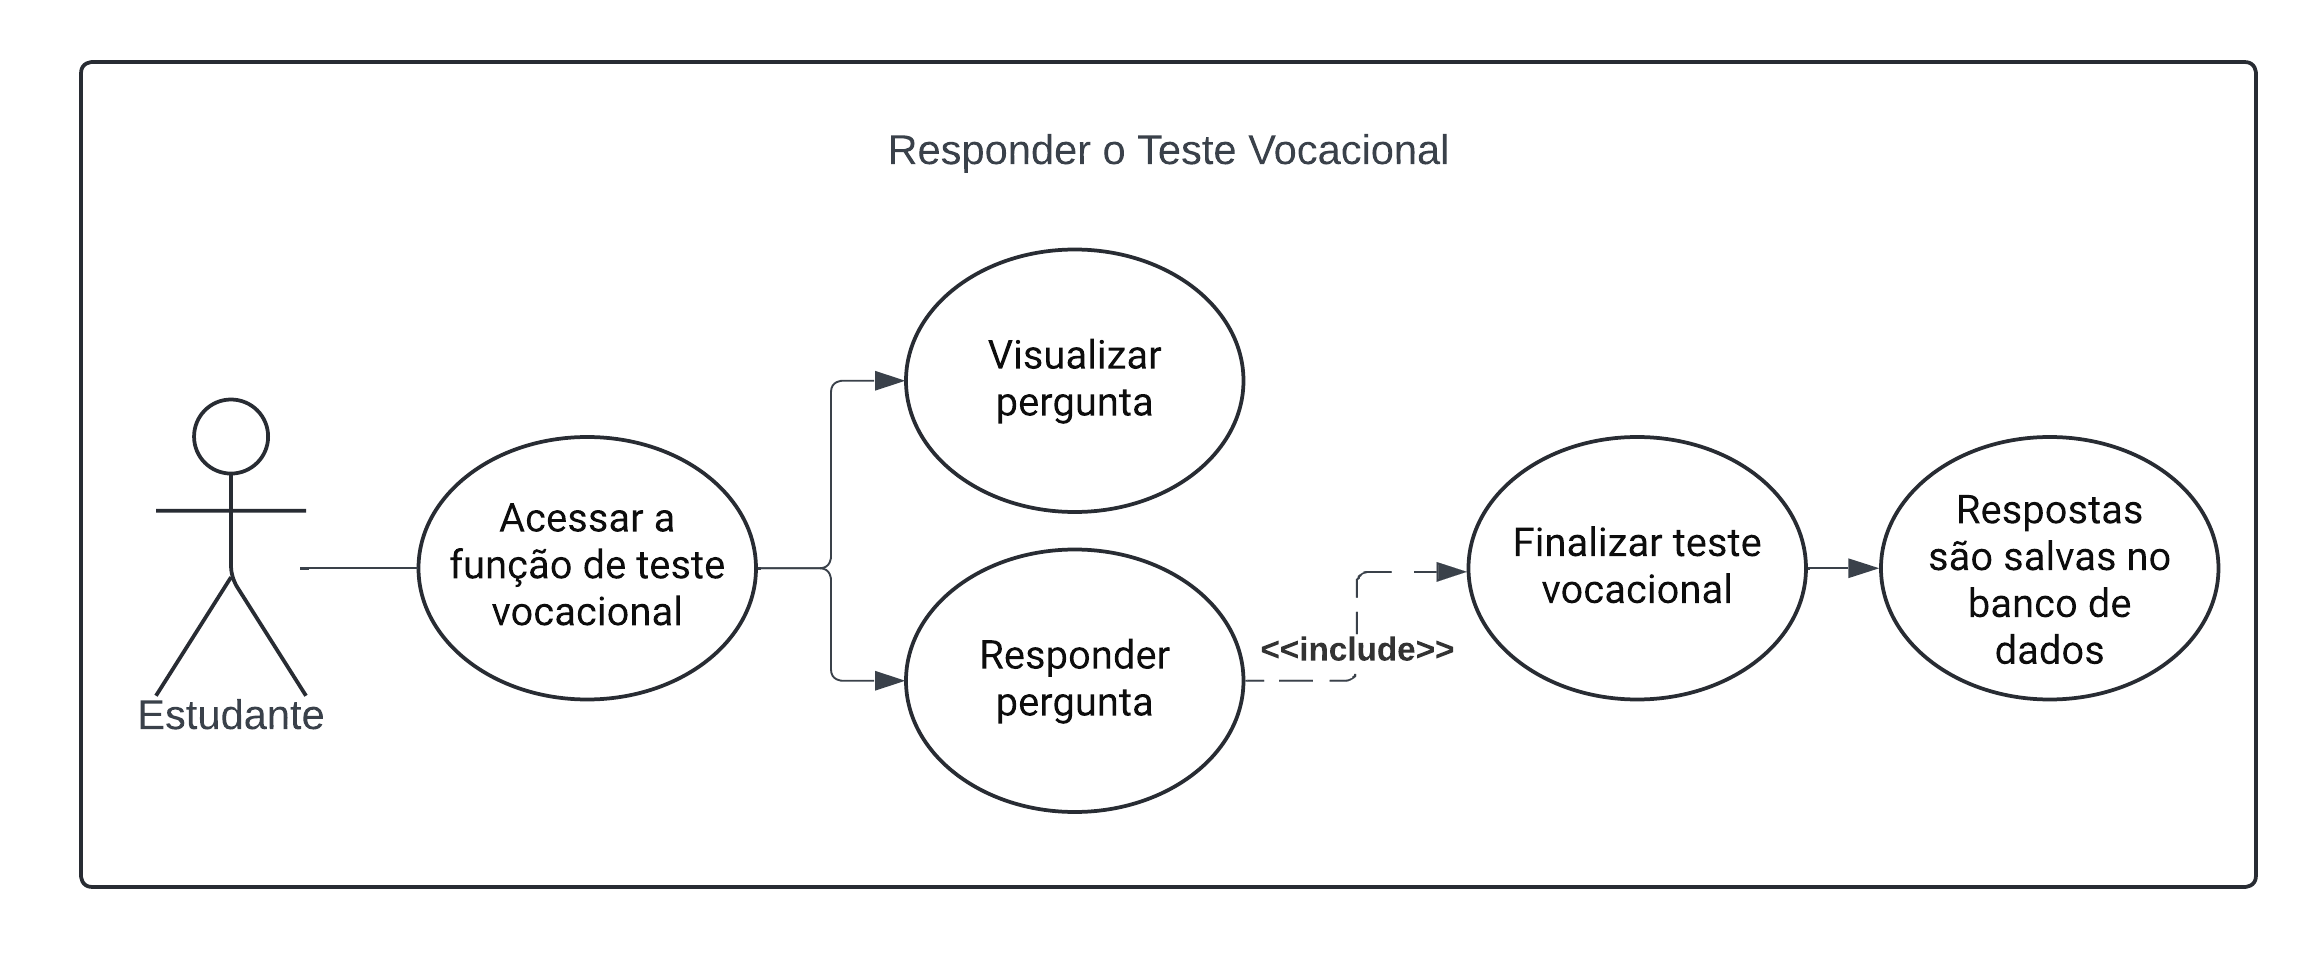 Responder o Teste Vocacional
Estudante
Acessar a
função de teste
vocacional
Visualizar
pergunta
Responder
pergunta
<<include>>
Finalizar teste
vocacional
Respostas
são salvas no
banco de
dados